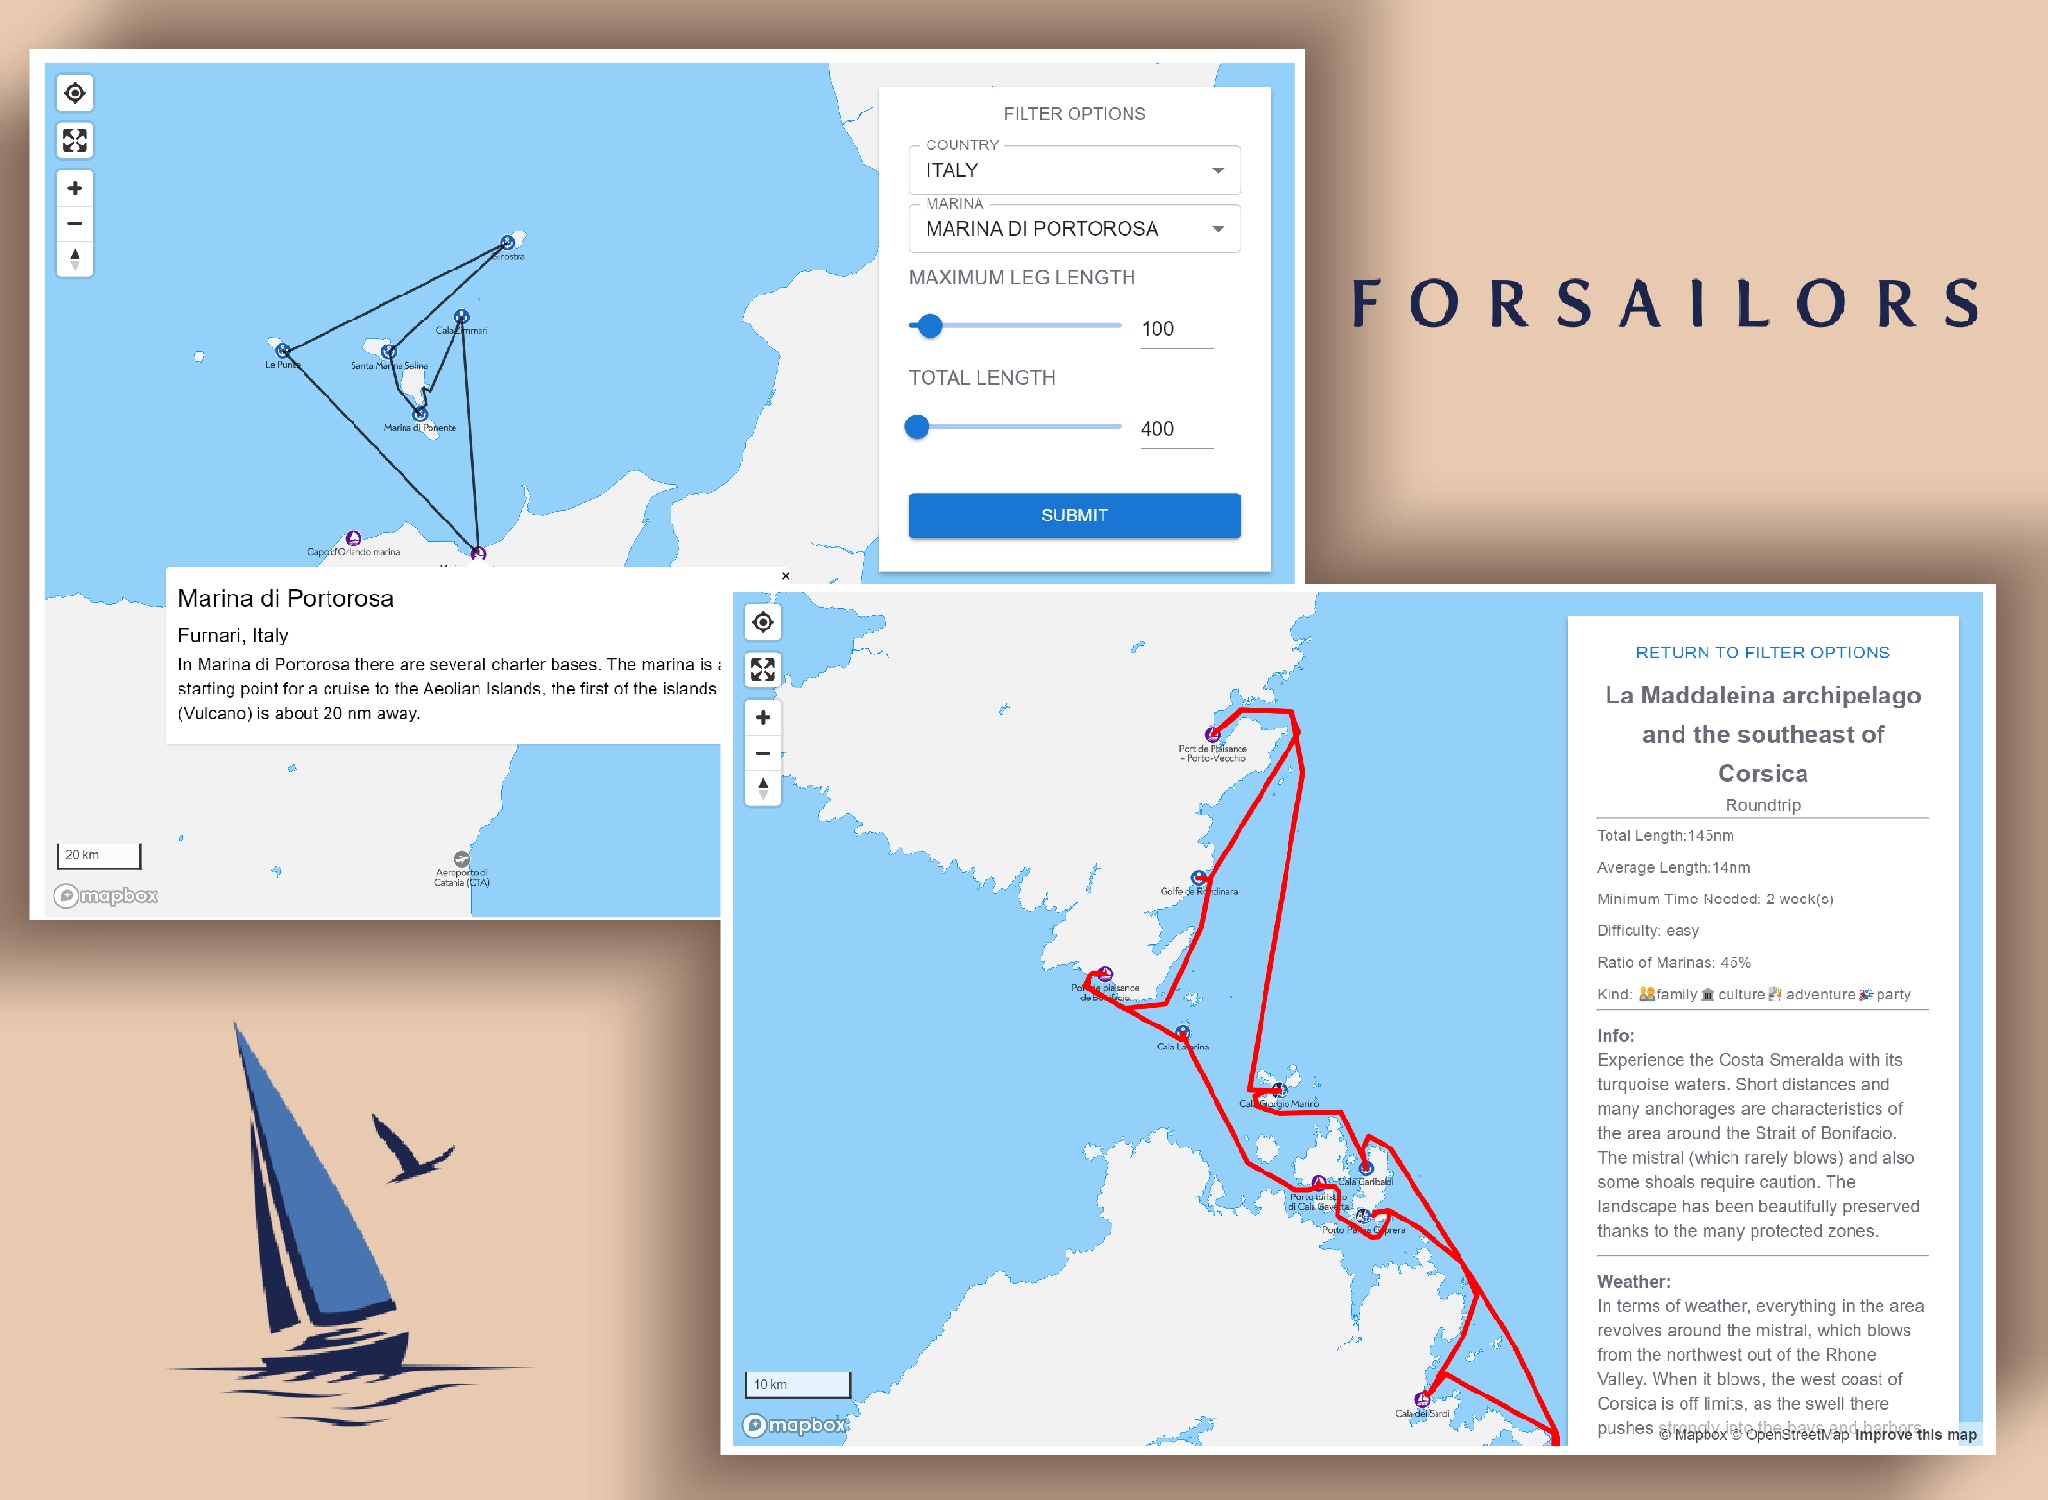 FILTER OPTIONS
COUNTRY
ITALY
MARINA
MARINA DI PORTOROSA
MAXIMUM LEG LENGTH
100
TOTAL LENGTH
400
SUBMIT
Ginostra
Cala Zimmari
Le Punte
Santa Marina Salina
Marina di Ponente
Capo d'Orlando marina
×
Marina di Portorosa
Furnari, Italy
In Marina di Portorosa there are several charter bases. The marina is a
starting point for a cruise to the Aeolian Islands, the first of the islands
(Vulcano) is about 20 nm away.
20 km
mapbox
Aeroporto di
Catania (CTA)
FORSAILORS
Port de Plaisance
– Porto-Vecchio
Golfe de Rondinara
Port de plaisance
de Bonifacio
Cala Lazarina
Cala Giorgio Marino
Cala Garibaldi
Porto turistico
di Cala Gavetta
Porto Palma Caprera
Cala dei Sardi
10 km
mapbox
RETURN TO FILTER OPTIONS
La Maddaleina archipelago
and the southeast of
Corsica
Roundtrip
Total Length:145nm
Average Length:14nm
Minimum Time Needed: 2 week(s)
Difficulty: easy
Ratio of Marinas: 45%
Kind: family culture adventure party
Info:
Experience the Costa Smeralda with its
turquoise waters. Short distances and
many anchorages are characteristics of
the area around the Strait of Bonifacio.
The mistral (which rarely blows) and also
some shoals require caution. The
landscape has been beautifully preserved
thanks to the many protected zones.
Weather:
In terms of weather, everything in the area
revolves around the mistral, which blows
from the northwest out of the Rhone
Valley. When it blows, the west coast of
Corsica is off limits, as the swell there
pushes strongly into the bays and harbors
© Mapbox © OpenStreetMap Improve this map